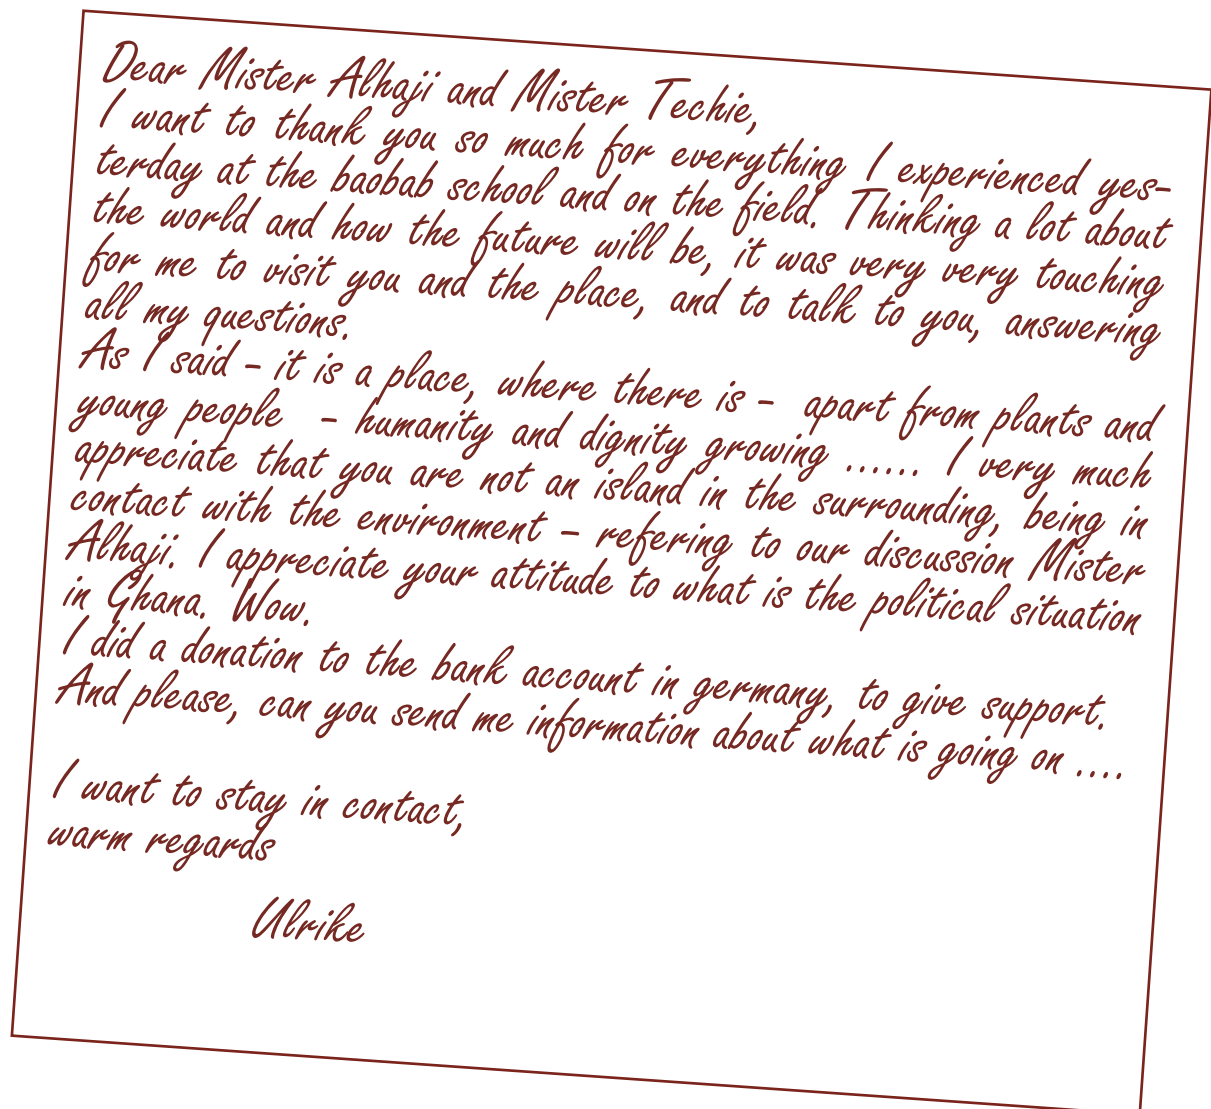 Dear Mister Alhaji and Mister Techie,
I want to thank you so much for everything I experienced yes-
terday at the baobab school and on the field. Thinking a lot about
the world and how the future will be, it was very very touching
for me to visit you and the place, and to talk to you, answering
all my questions.
As I said - it is a place, where there is - apart from plants and
young people - humanity and dignity growing ...... I very much
appreciate that you are not an island in the surrounding, being in
contact with the environment - refering to our discussion Mister
Alhaji. I appreciate your attitude to what is the political situation
in Ghana. Wow.
I did a donation to the bank account in germany, to give support.
And please, can you send me information about what is going on ....
I want to stay in contact,
warm regards
Ulrike